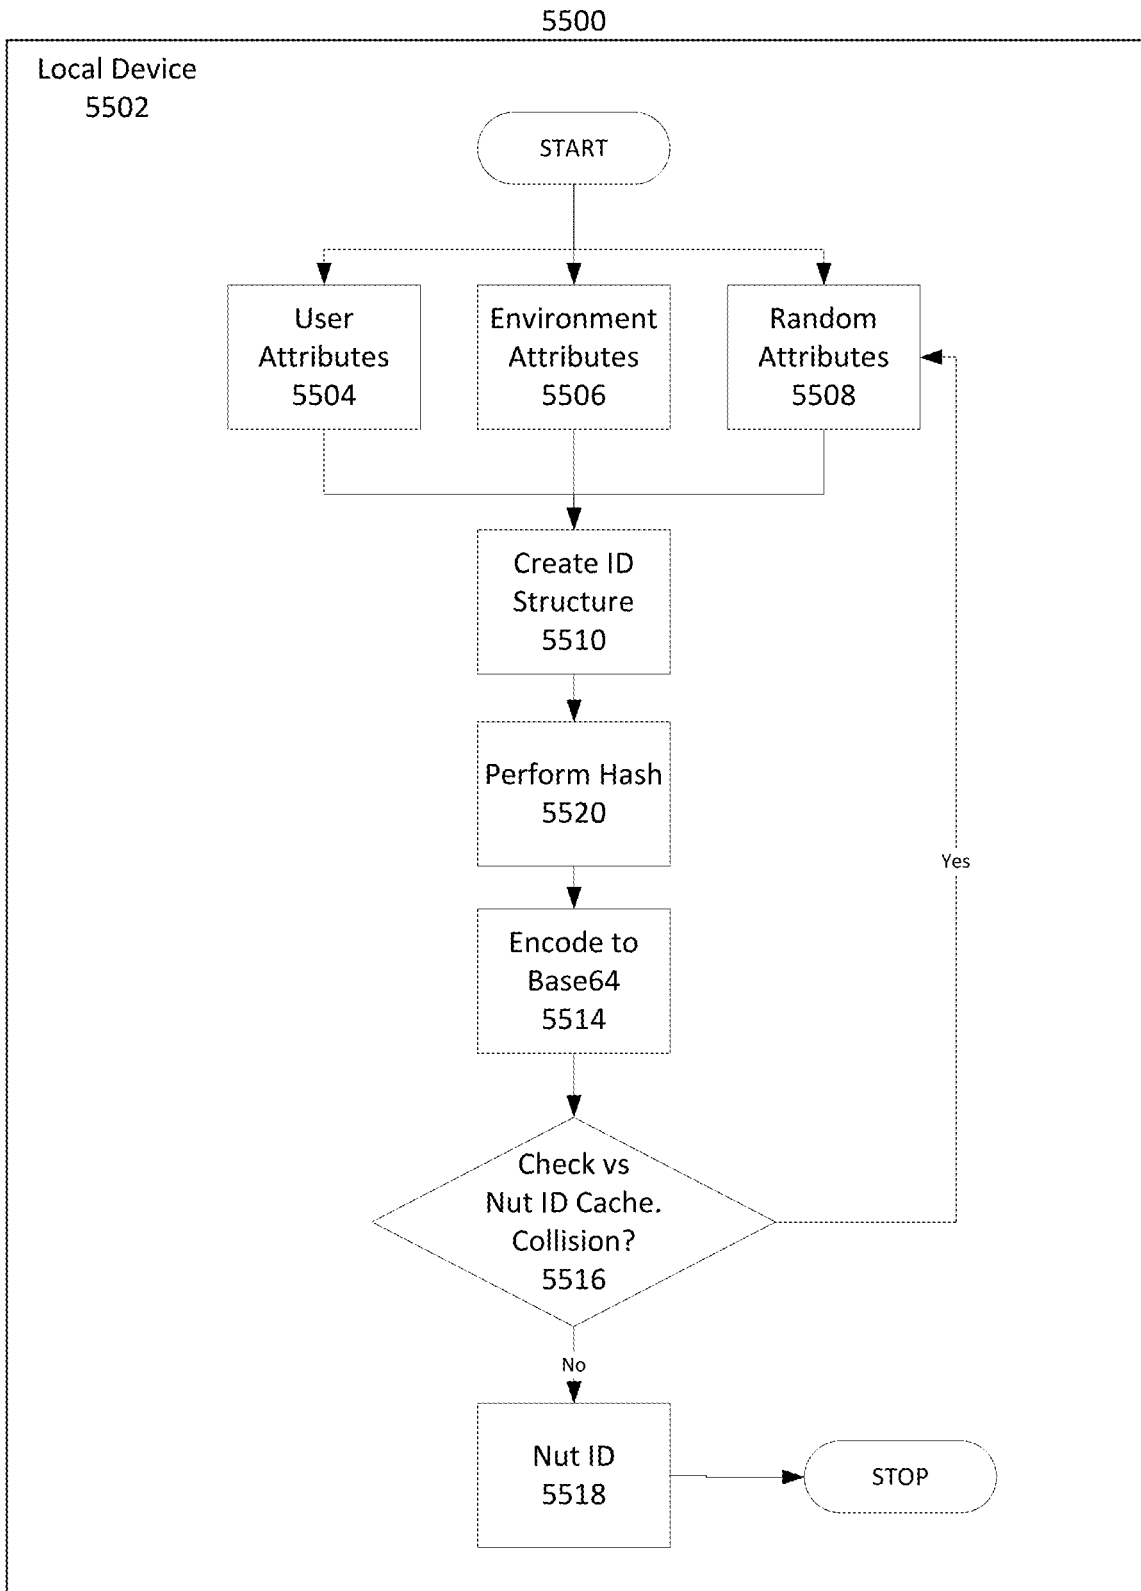 5500
Local Device
5502
START
User
Attributes
5504
Environment
Attributes
5506
Random
Attributes
5508
Create ID
Structure
5510
Perform Hash
5520
Yes
Encode to
Base64
5514
Check vs
Nut ID Cache.
Collision?
5516
No
Nut ID
5518
STOP